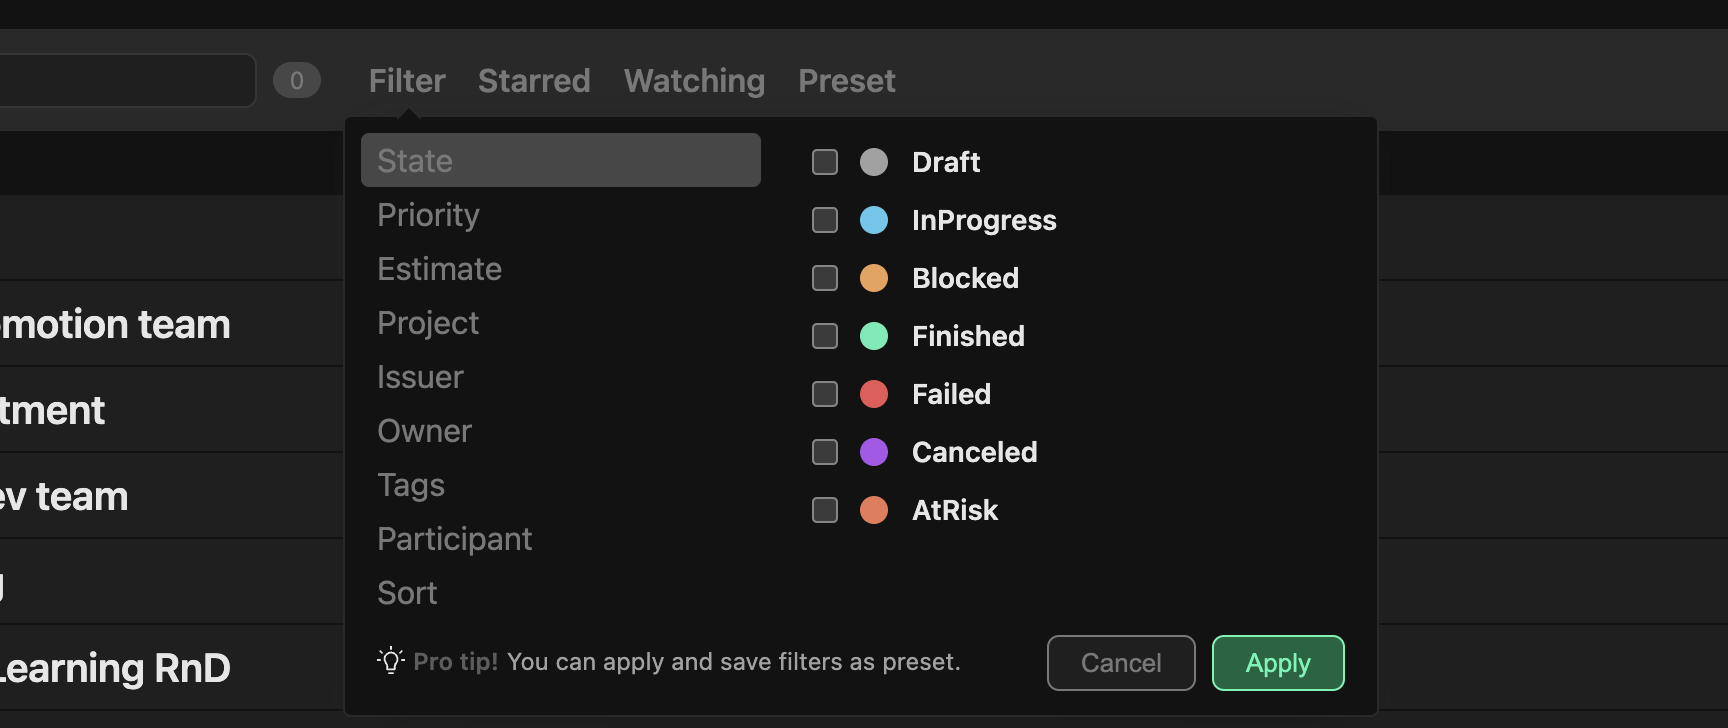 0
Filter
Starred
Watching
Preset
State
Priority
Estimate
Project
Issuer
Owner
Tags
Participant
Sort
Draft
InProgress
Blocked
Finished
Failed
Canceled
AtRisk
Pro tip! You can apply and save filters as preset.
Cancel
Apply
motion team
tment
ev team
g
Learning RnD